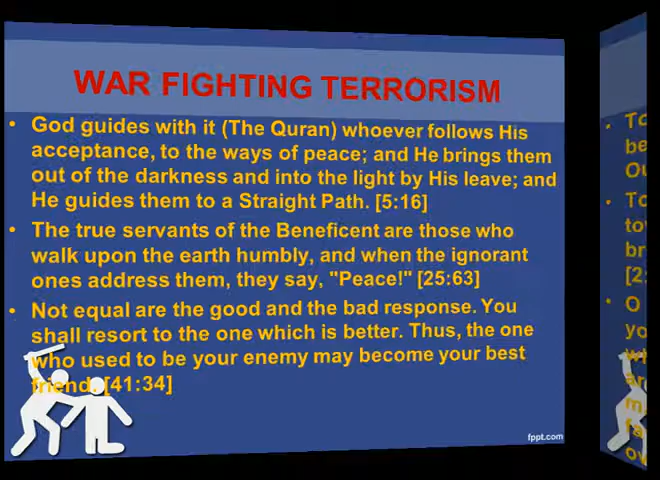 WAR FIGHTING TERRORISM
• God guides with it (The Quran) whoever follows His
acceptance, to the ways of peace; and He brings them
out of the darkness and into the light by His leave; and
He guides them to a Straight Path. [5:16]
• The true servants of the Beneficent are those who
walk upon the earth humbly, and when the ignorant
ones address them, they say, "Peace!" [25:63]
• Not equal are the good and the bad response. You
shall resort to the one which is better. Thus, the one
who used to be your enemy may become your best
friend. [41:34]
fppt.com
• To
be
• To
[2:
• O